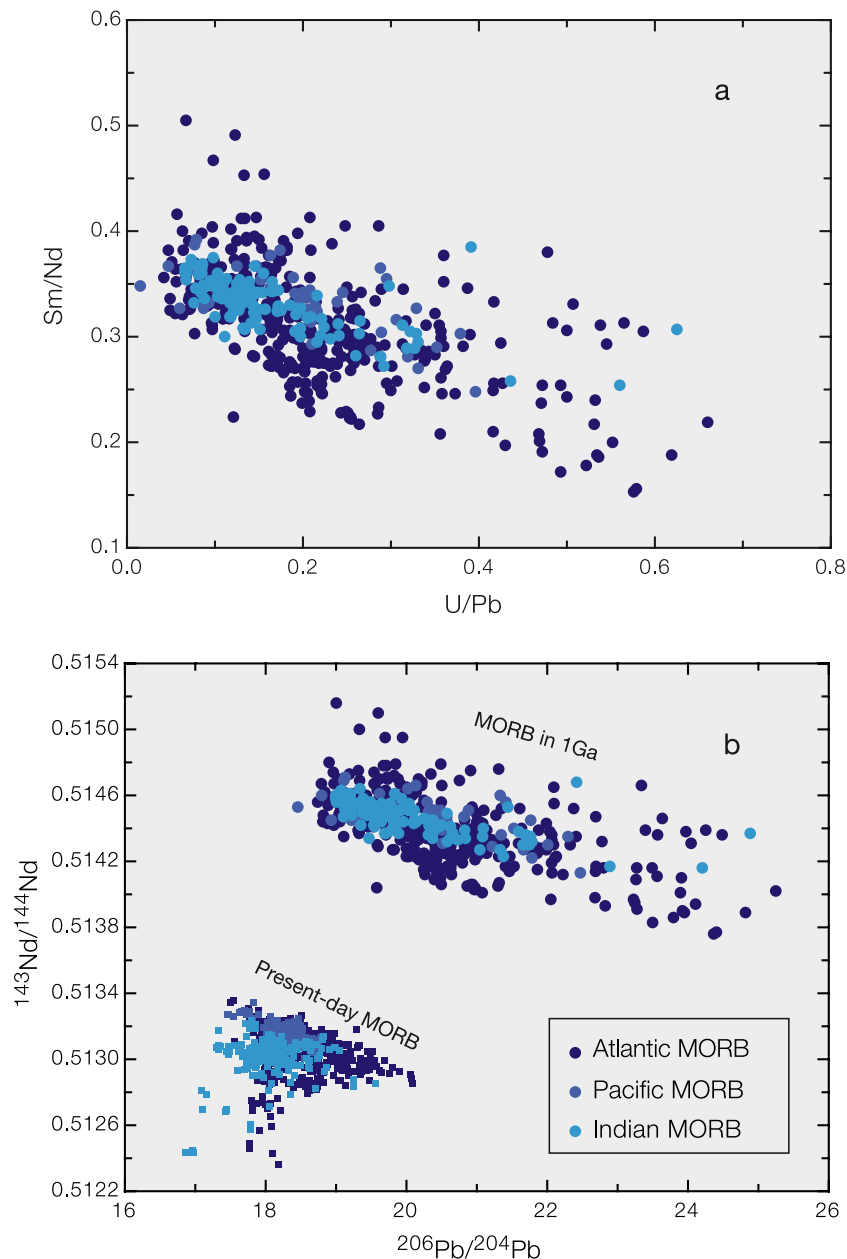 0.6
a
0.5
0.4
Sm/Nd
0.3
0.2
0.1
0.0 0.2 0.4 0.6 0.8
U/Pb
0.5154
MORB in 1Ga
b
0.5150
0.5146
0.5142
0.5138
¹⁴³Nd/¹⁴⁴Nd
Present-day MORB
0.5134
0.5130
0.5126
0.5122
Atlantic MORB
Pacific MORB
Indian MORB
16 18 20 22 24 26
²⁰⁶Pb/²⁰⁴Pb